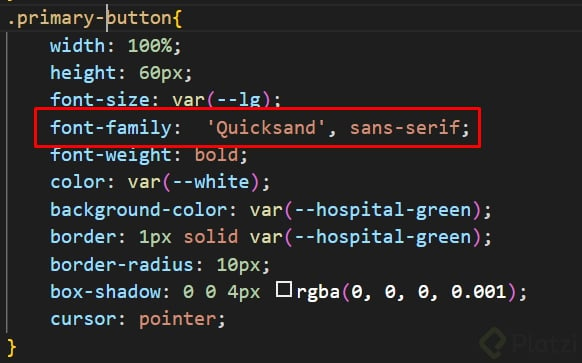 .primary-button{
width: 100%;
height: 60px;
font-size: var(--lg);
font-family:  'Quicksand', sans-serif;
font-weight: bold;
color: var(--white);
background-color: var(--hospital-green);
border: 1px solid var(--hospital-green);
border-radius: 10px;
box-shadow: 0 0 4px rgba(0, 0, 0, 0.001);
cursor: pointer;
}
Platzi